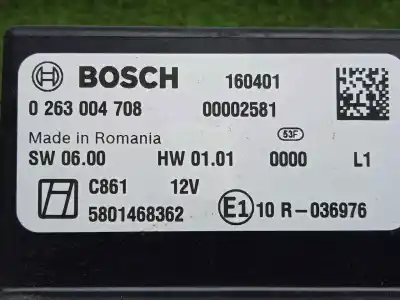 BOSCH 160401
0 263 004 708 00002581
Made in Romania 53F
SW 06.00 HW 01.01 0000 L1
C861 12V
5801468362 E1 10 R-036976